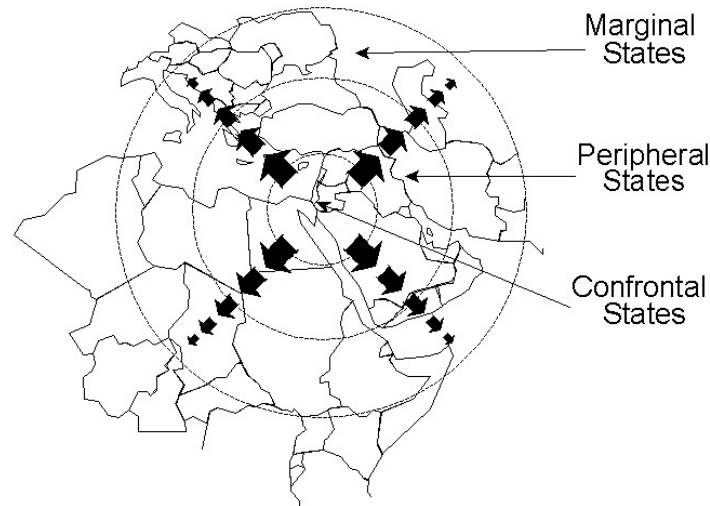 Marginal
States
Peripheral
States
Confrontal
States